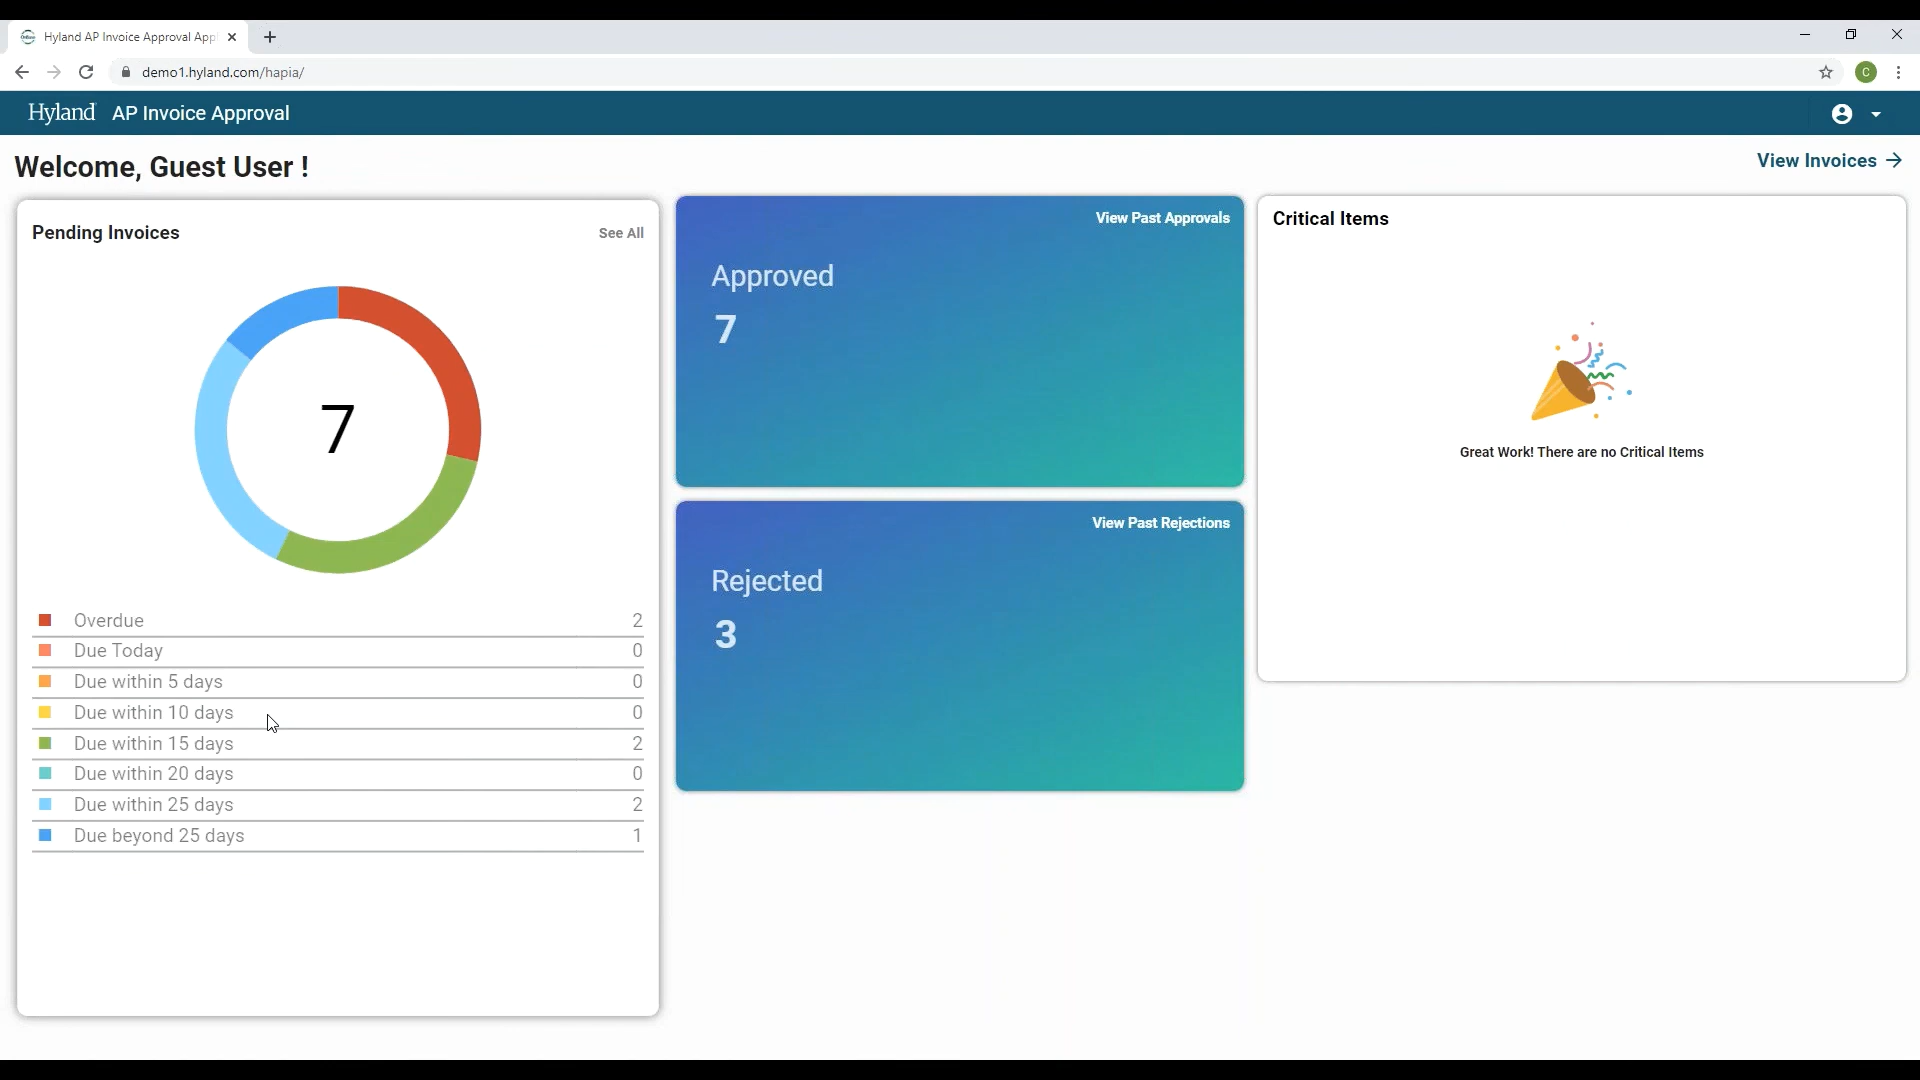 Hyland AP Invoice Approval App
demo1.hyland.com/hapia/
C
Hyland AP Invoice Approval
Welcome, Guest User !
View Invoices →
Pending Invoices
See All
7
Overdue 2
Due Today 0
Due within 5 days 0
Due within 10 days 0
Due within 15 days 2
Due within 20 days 0
Due within 25 days 2
Due beyond 25 days 1
View Past Approvals
Approved
7
View Past Rejections
Rejected
3
Critical Items
Great Work! There are no Critical Items